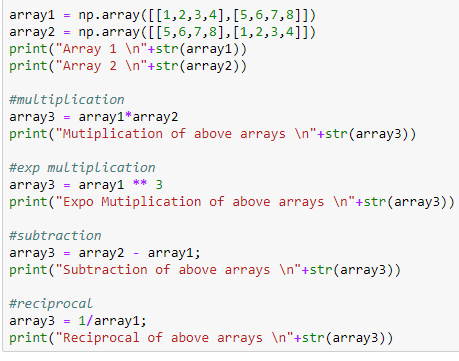 array1 = np.array([[1,2,3,4],[5,6,7,8]])
array2 = np.array([[5,6,7,8],[1,2,3,4]])
print("Array 1 \n"+str(array1))
print("Array 2 \n"+str(array2))
#multiplication
array3 = array1*array2
print("Mutiplication of above arrays \n"+str(array3))
#exp multiplication
array3 = array1 ** 3
print("Expo Mutiplication of above arrays \n"+str(array3))
#subtraction
array3 = array2 - array1;
print("Subtraction of above arrays \n"+str(array3))
#reciprocal
array3 = 1/array1;
print("Reciprocal of above arrays \n"+str(array3))